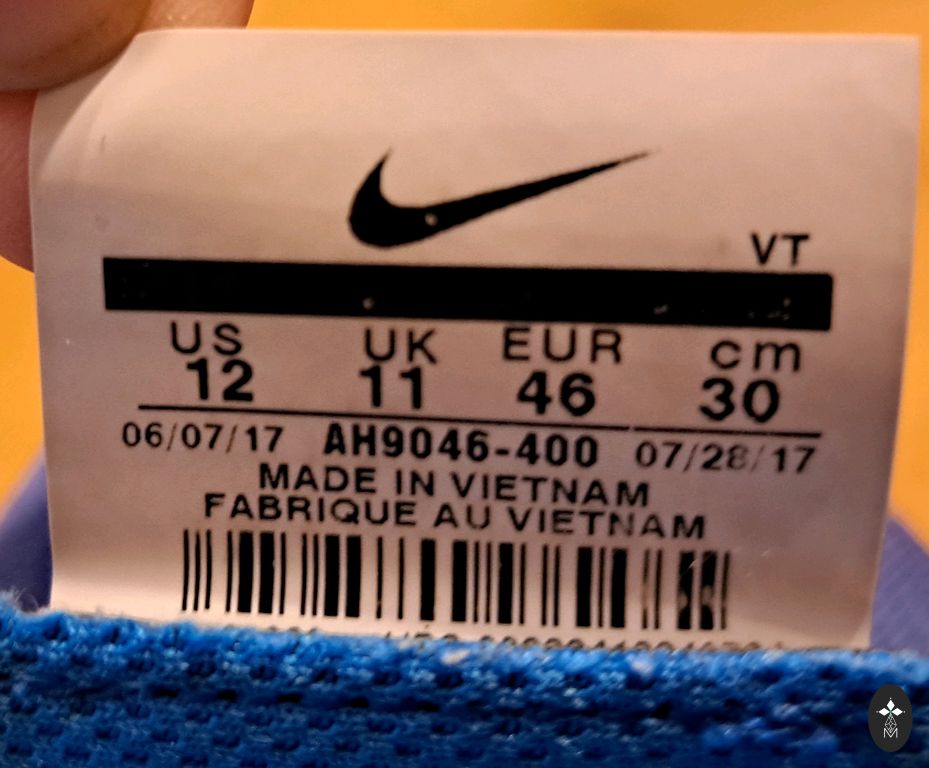 VT
US UK EUR cm
12 11 46 30
06/07/17 AH9046-400 07/28/17
MADE IN VIETNAM
FABRIQUE AU VIETNAM